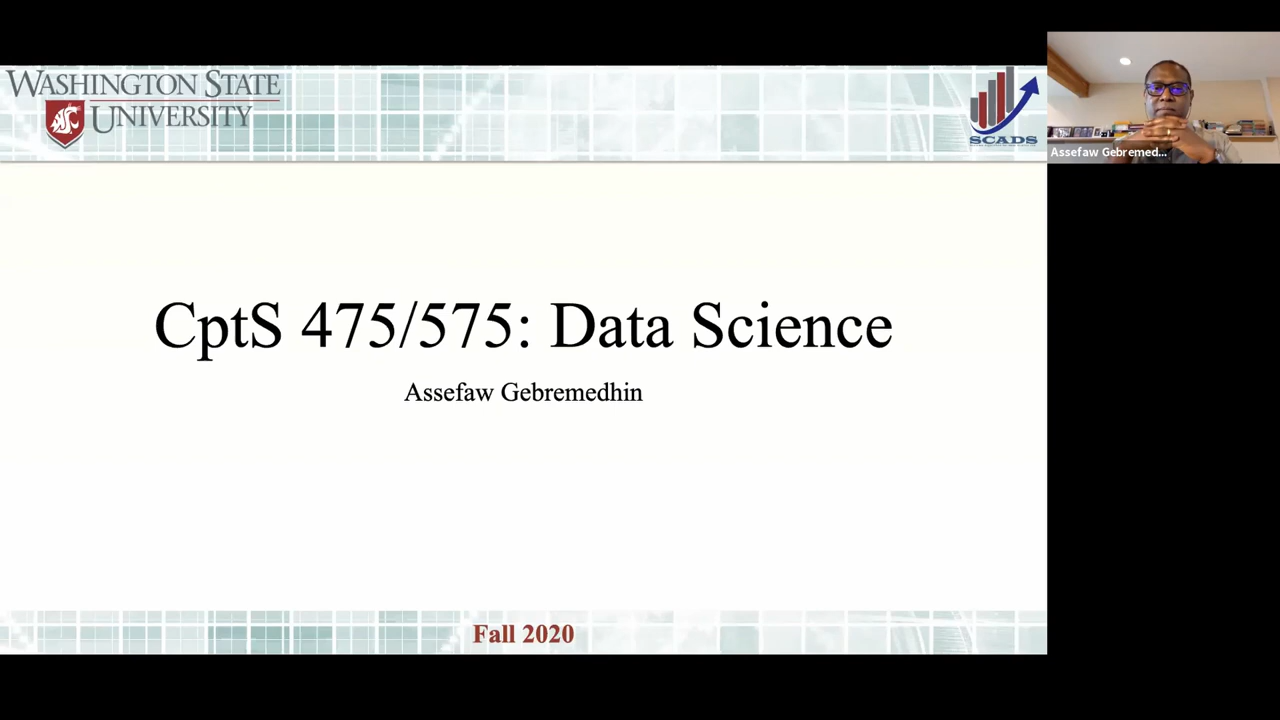 WASHINGTON STATE
UNIVERSITY
SCADS
Assefaw Gebremed...
CptS 475/575: Data Science
Assefaw Gebremedhin
Fall 2020